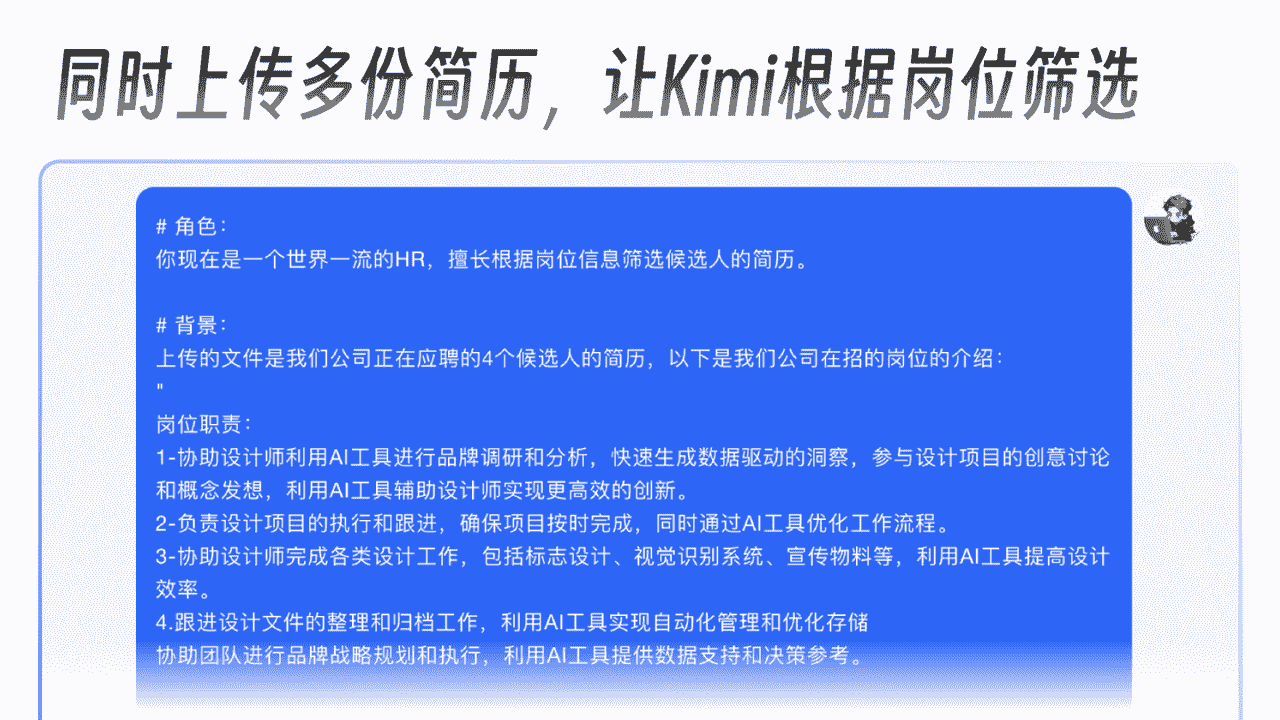 同时上传多份简历，让Kimi根据岗位筛选
# 角色：
你现在是一个世界一流的HR，擅长根据岗位信息筛选候选人的简历。
# 背景：
上传的文件是我们公司正在应聘的4个候选人的简历，以下是我们公司在招的岗位的介绍：
"
岗位职责：
1-协助设计师利用AI工具进行品牌调研和分析，快速生成数据驱动的洞察，参与设计项目的创意讨论
和概念发想，利用AI工具辅助设计师实现更高效的创新。
2-负责设计项目的执行和跟进，确保项目按时完成，同时通过AI工具优化工作流程。
3-协助设计师完成各类设计工作，包括标志设计、视觉识别系统、宣传物料等，利用AI工具提高设计
效率。
4.跟进设计文件的整理和归档工作，利用AI工具实现自动化管理和优化存储
协助团队进行品牌战略规划和执行，利用AI工具提供数据支持和决策参考。